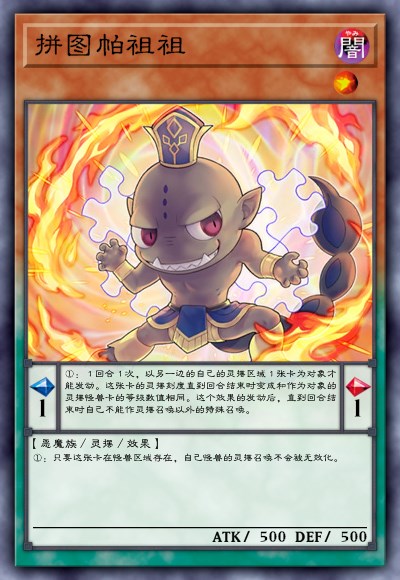 拼图帕祖祖
やみ
闇
①：1回合1次，以另一边的自己的灵摆区域1张卡为对象才
能发动。这张卡的灵摆刻度直到回合结束时变成和作为对象的
灵摆怪兽卡的等级数值相同。这个效果的发动后，直到回合结
束时自己不能作灵摆召唤以外的特殊召唤。
1
1
【恶魔族／灵摆／效果】
①：只要这张卡在怪兽区域存在，自己怪兽的灵摆召唤不会被无效化。
ATK/ 500 DEF/ 500